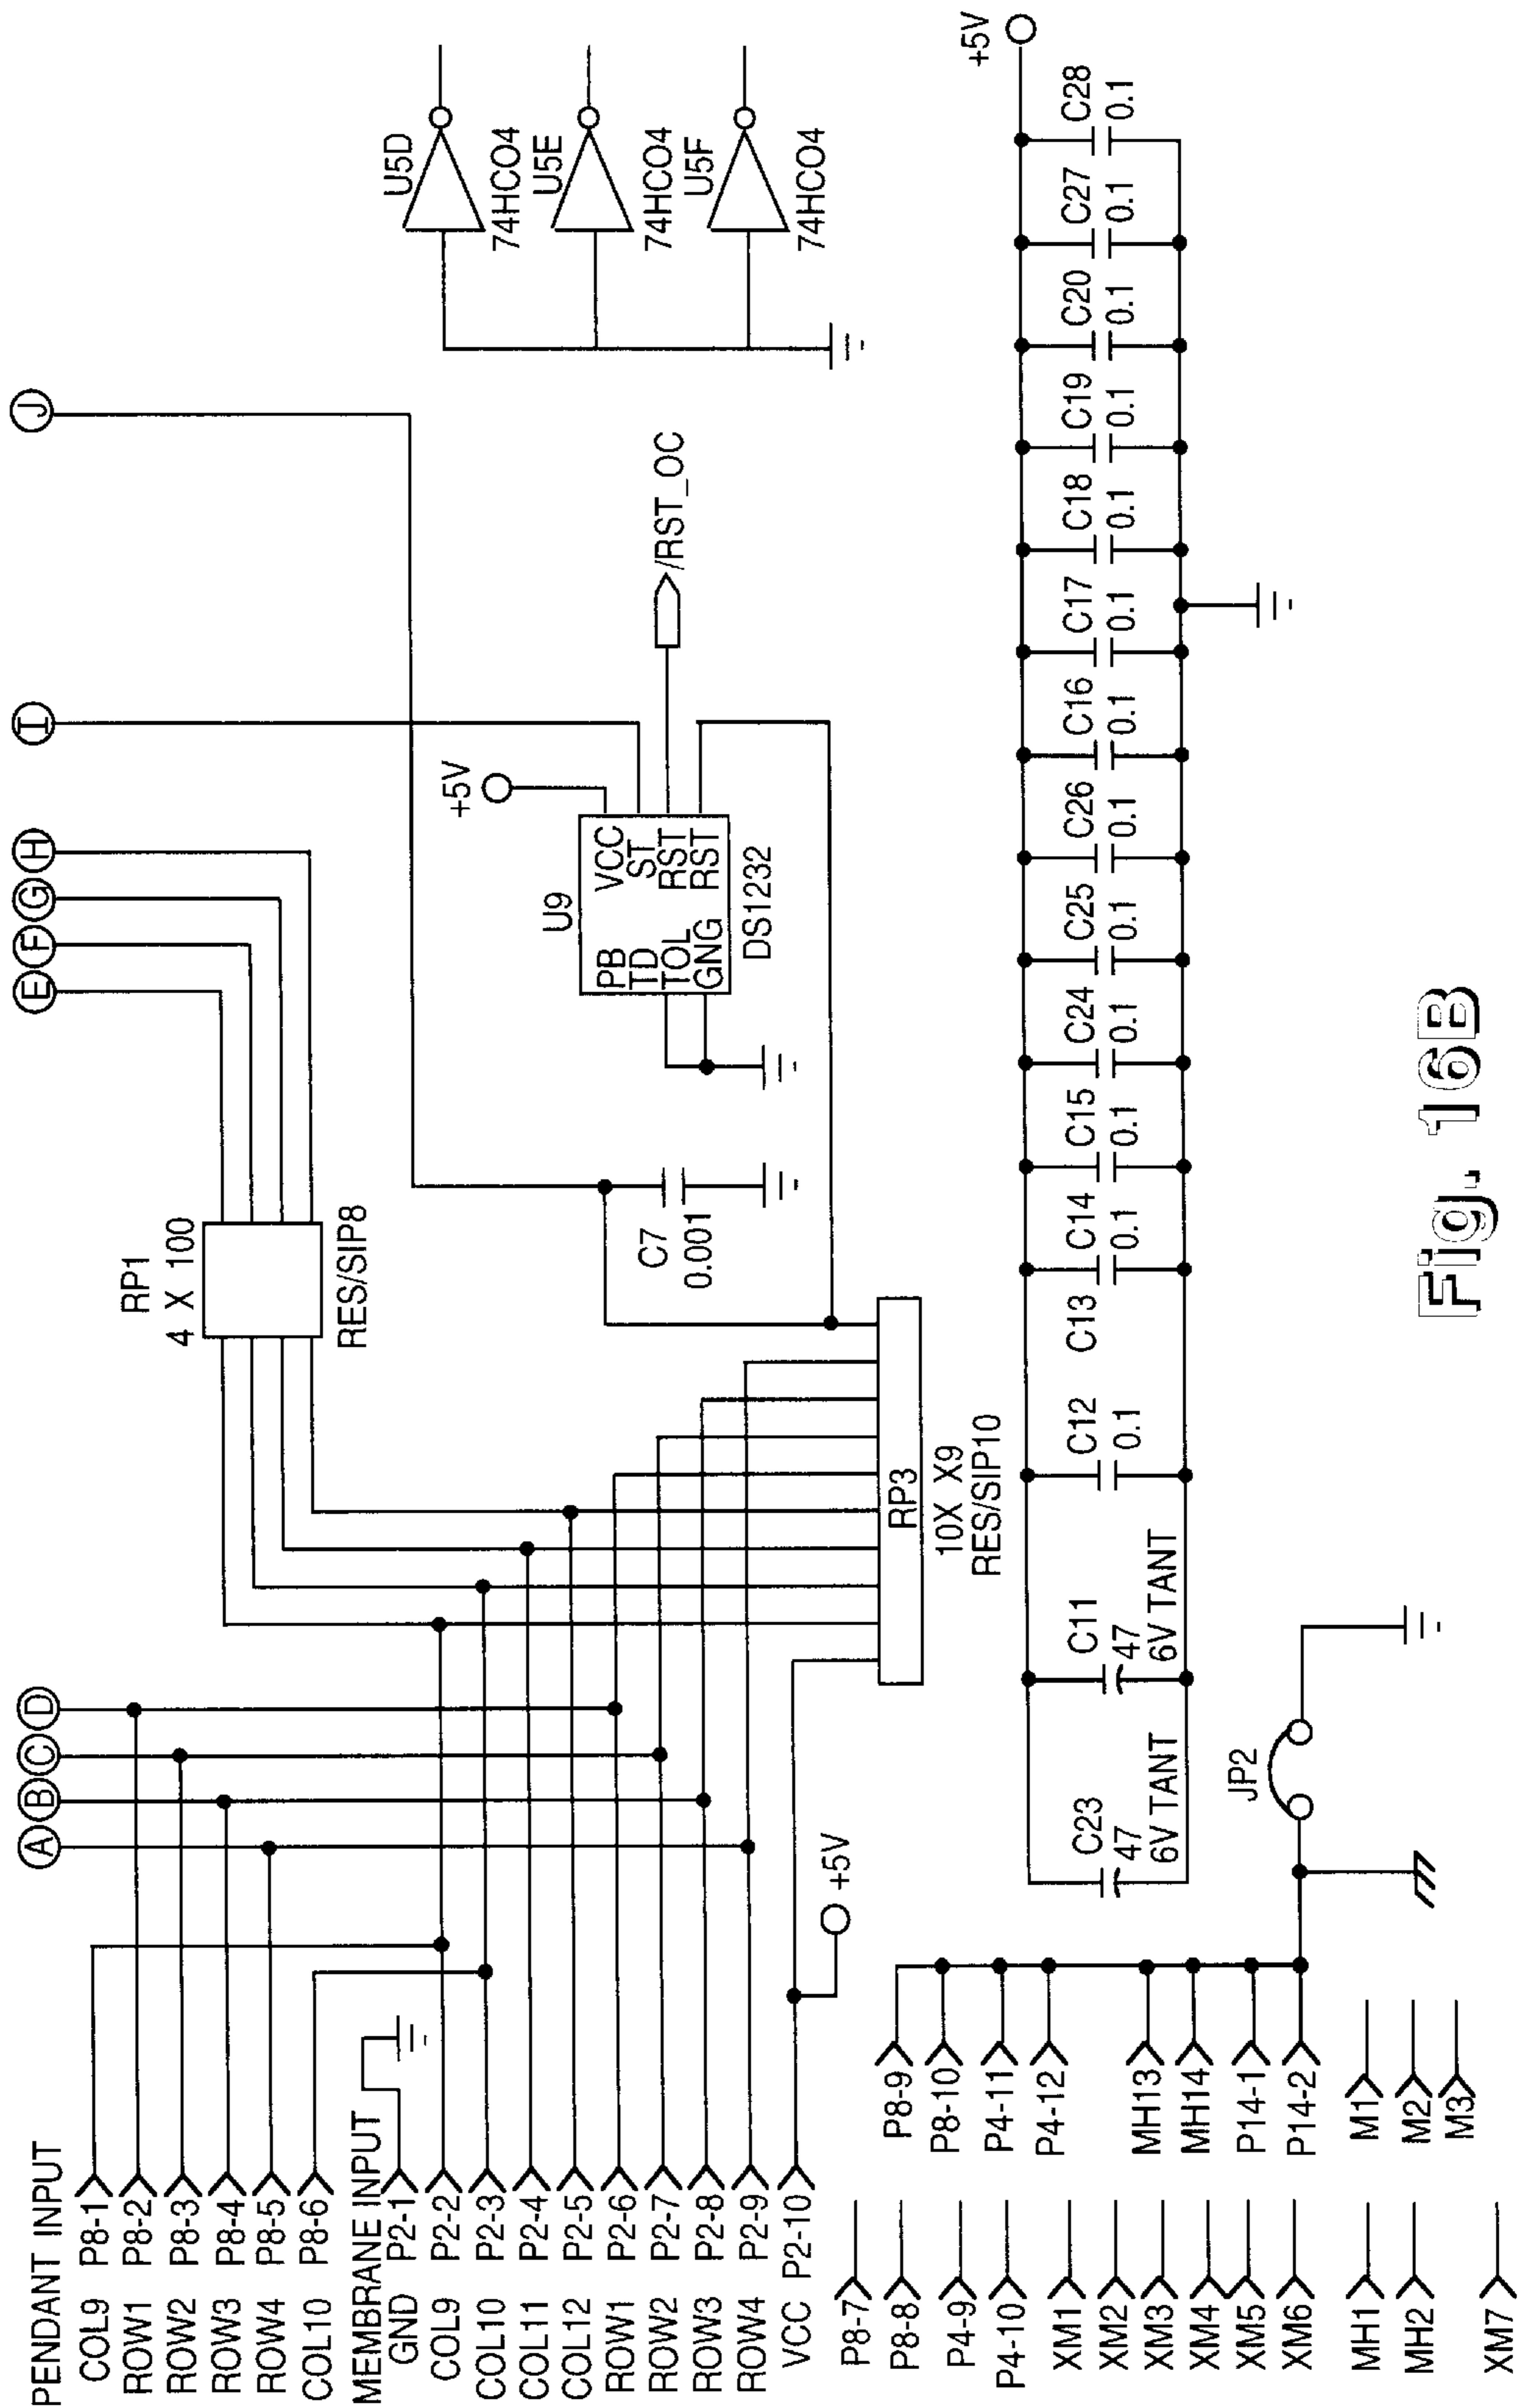 PENDANT INPUT
COL9 P8-1
ROW1 P8-2
ROW2 P8-3
ROW3 P8-4
ROW4 P8-5
COL10 P8-6
MEMBRANE INPUT
GND P2-1
COL9 P2-2
COL10 P2-3
COL11 P2-4
COL12 P2-5
ROW1 P2-6
ROW2 P2-7
ROW3 P2-8
ROW4 P2-9
VCC P2-10
+5V
A
B
C
D
E
F
G
H
I
J
RP1
4 X 100
RES/SIP8
RP3
10X X9
RES/SIP10
C7
0.001
U9
+5V
PB
TD
TOL
GNG
VCC
ST
RST
RST
DS1232
/RST_OC
U5D
74HCO4
U5E
74HCO4
U5F
74HCO4
P8-7
P8-8
P4-9
P4-10
XM1
XM2
XM3
XM4
XM5
XM6
MH1
MH2
XM7
P8-9
P8-10
P4-11
P4-12
MH13
MH14
P14-1
P14-2
M1
M2
M3
JP2
C23
47
6V TANT
C11
47
6V TANT
C12
0.1
C13
C14
0.1
C15
0.1
C24
0.1
C25
0.1
C26
0.1
C16
0.1
C17
0.1
C18
0.1
C19
0.1
C20
0.1
C27
0.1
C28
0.1
+5V
Fig. 16B